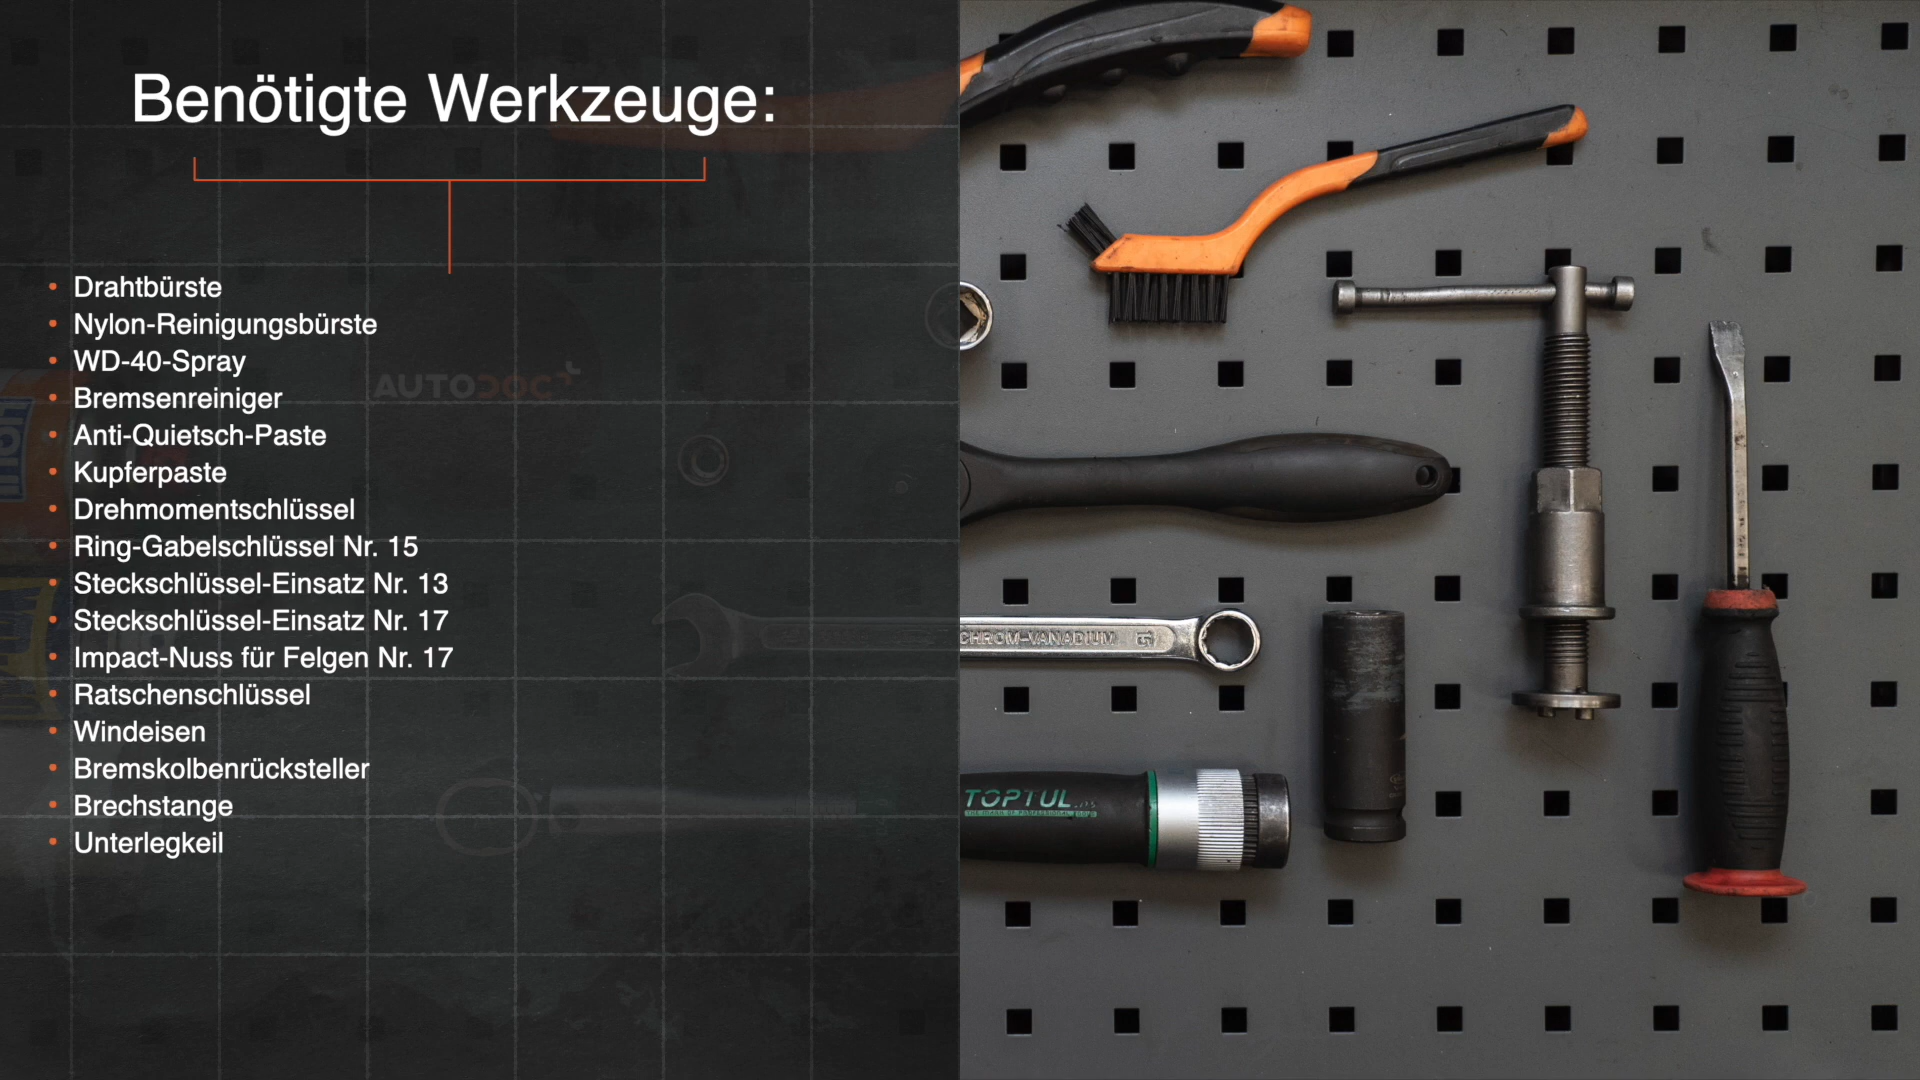 Benötigte Werkzeuge:
Drahtbürste
Nylon-Reinigungsbürste
WD-40-Spray
Bremsenreiniger
Anti-Quietsch-Paste
Kupferpaste
Drehmomentschlüssel
Ring-Gabelschlüssel Nr. 15
Steckschlüssel-Einsatz Nr. 13
Steckschlüssel-Einsatz Nr. 17
Impact-Nuss für Felgen Nr. 17
Ratschenschlüssel
Windeisen
Bremskolbenrücksteller
Brechstange
Unterlegkeil
AUTODOC
CHROM-VANADIUM 15
TOPTUL